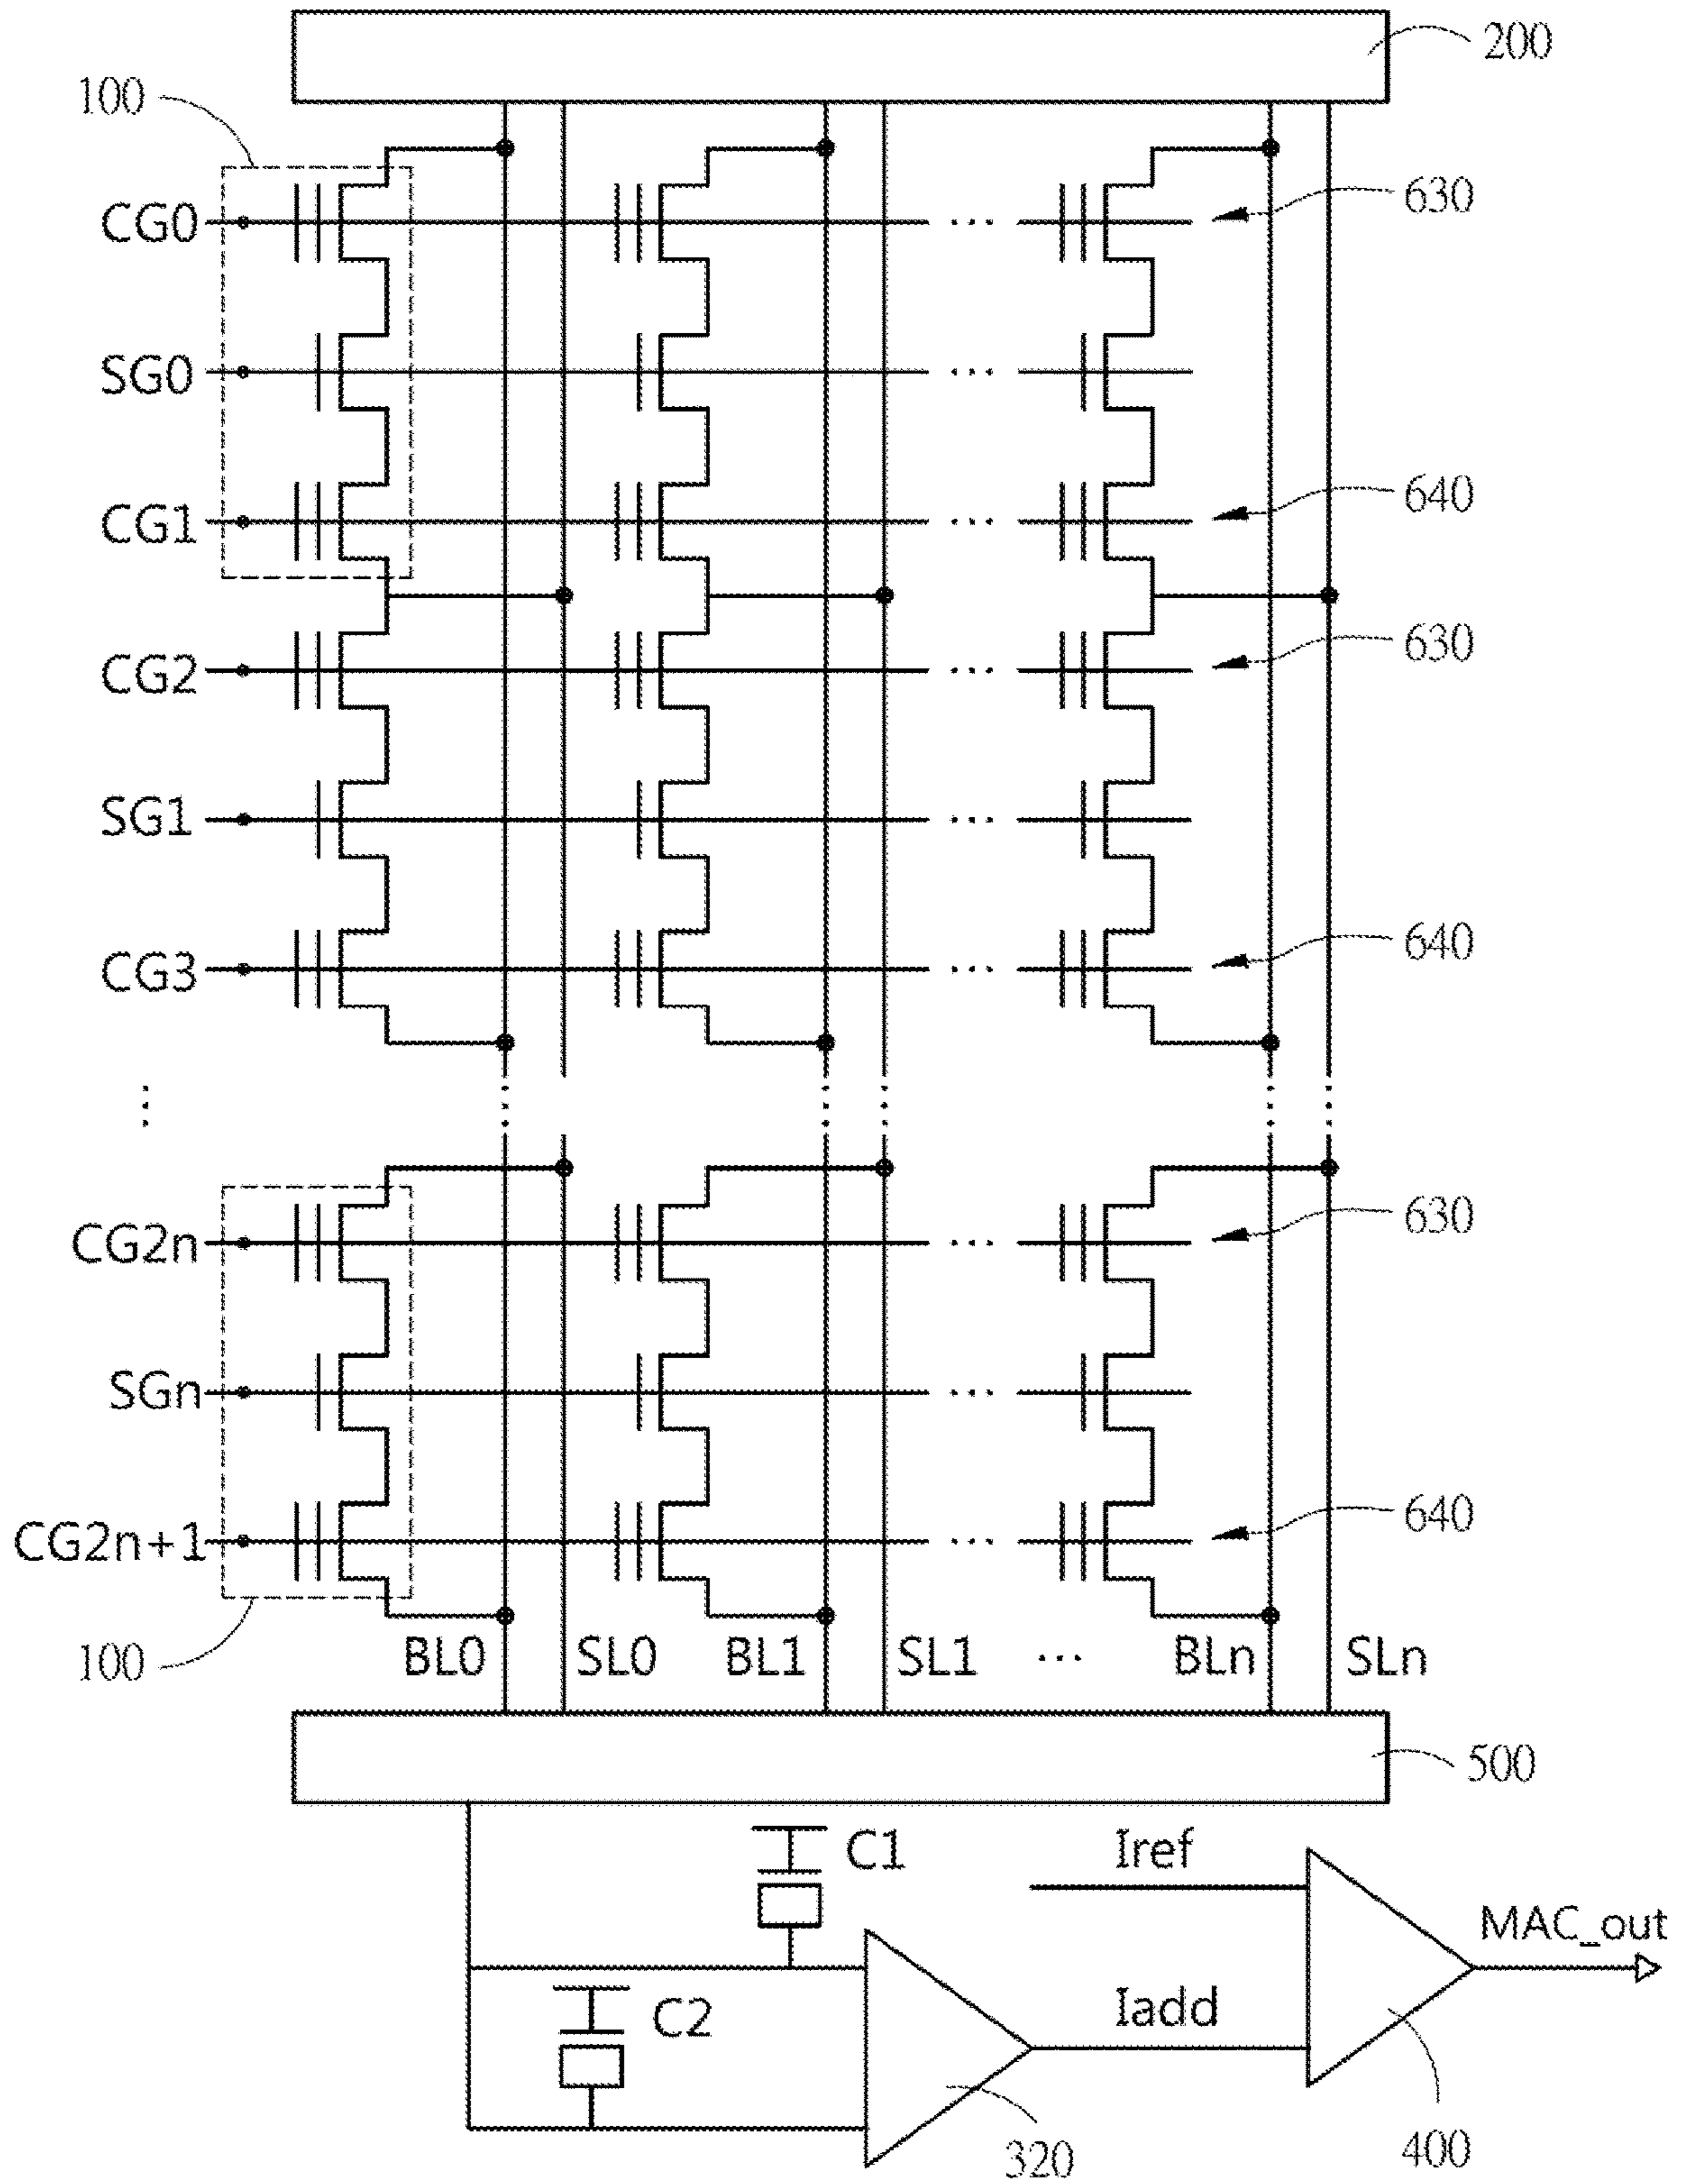 200
100
CG0
630
SG0
CG1
640
CG2
630
SG1
CG3
640
CG2n
630
SGn
CG2n+1
640
100
BL0 SL0 BL1 SL1 ... BLn SLn
500
C1
Iref
MAC_out
C2
Iadd
320
400